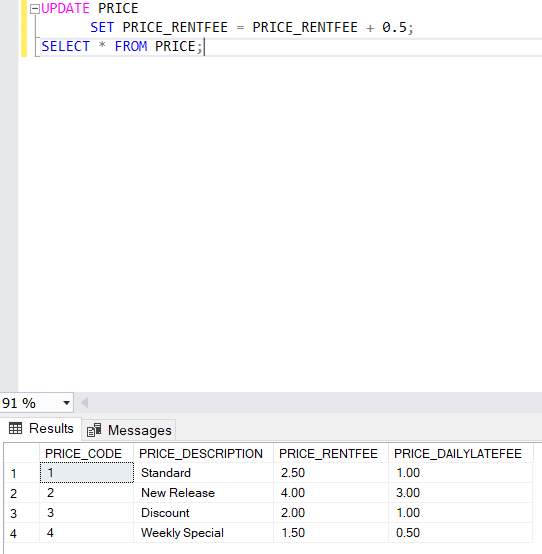 UPDATE PRICE
SET PRICE_RENTFEE = PRICE_RENTFEE + 0.5;
SELECT * FROM PRICE;
91 %
Results Messages
PRICE_CODE PRICE_DESCRIPTION PRICE_RENTFEE PRICE_DAILYLATEFEE
1 1 Standard 2.50 1.00
2 2 New Release 4.00 3.00
3 3 Discount 2.00 1.00
4 4 Weekly Special 1.50 0.50